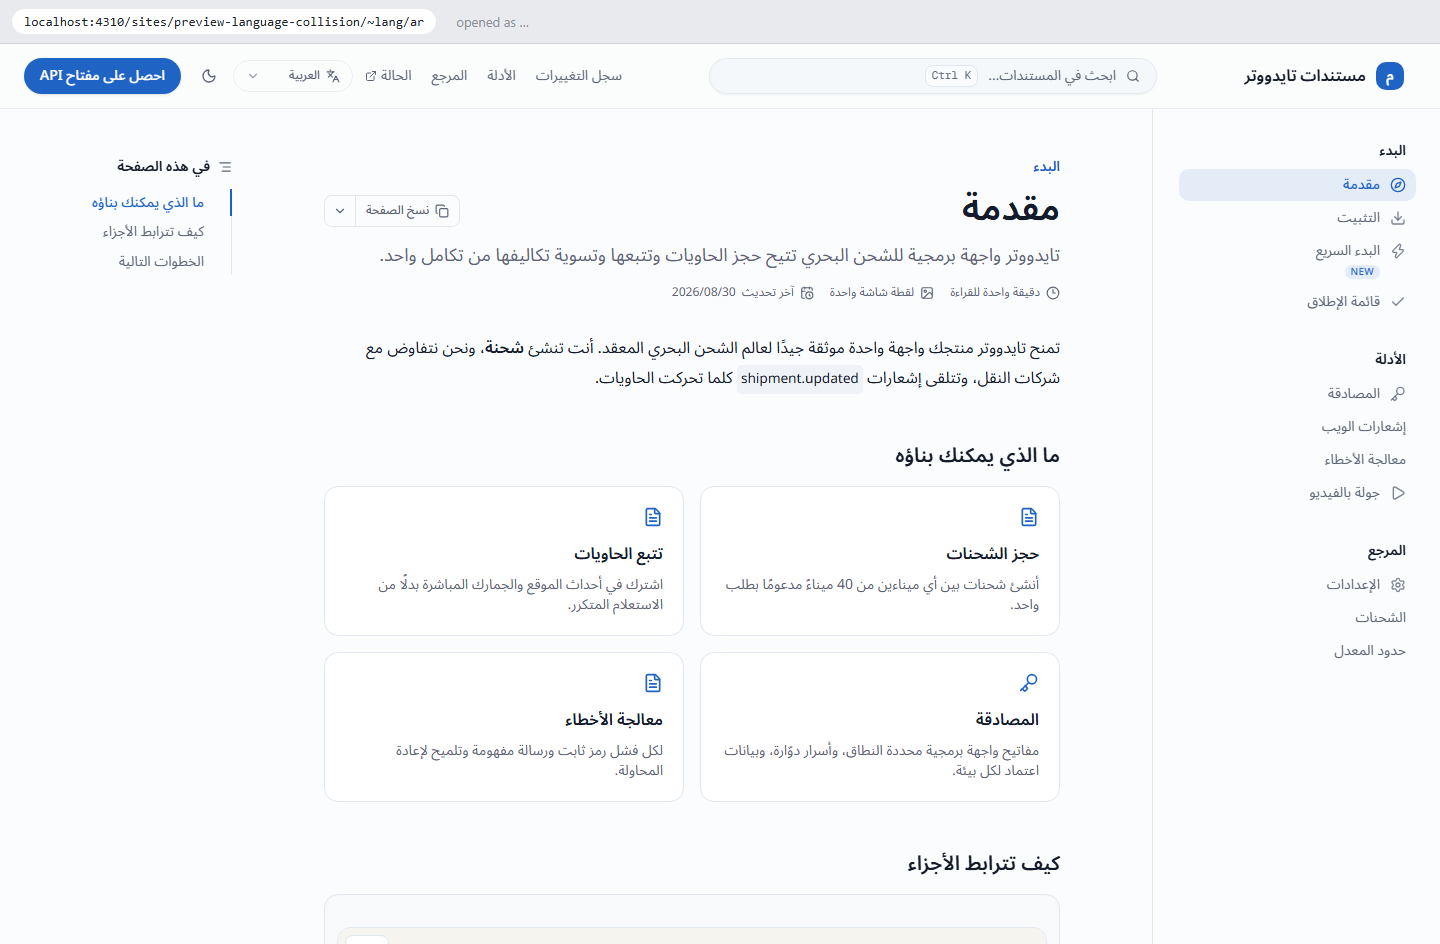 localhost:4310/sites/preview-language-collision/~lang/ar
opened as ...
م
مستندات تايدووتر
ابحث في المستندات...
Ctrl K
سجل التغييرات
الأدلة
المرجع
الحالة
العربية
احصل على مفتاح API
البدء
مقدمة
التثبيت
البدء السريع
NEW
قائمة الإطلاق
الأدلة
المصادقة
إشعارات الويب
معالجة الأخطاء
جولة بالفيديو
المرجع
الإعدادات
الشحنات
حدود المعدل
البدء
مقدمة
نسخ الصفحة
تايدووتر واجهة برمجية للشحن البحري تتيح حجز الحاويات وتتبعها وتسوية تكاليفها من تكامل واحد.
دقيقة واحدة للقراءة
لقطة شاشة واحدة
آخر تحديث 2026/08/30
تمنح تايدووتر منتجك واجهة واحدة موثقة جيدًا لعالم الشحن البحري المعقد. أنت تنشئ شحنة، ونحن نتفاوض مع
شركات النقل، وتتلقى إشعارات shipment.updated كلما تحركت الحاويات.
ما الذي يمكنك بناؤه
حجز الشحنات
أنشئ شحنات بين أي ميناءين من 40 ميناءً مدعومًا بطلب
واحد.
تتبع الحاويات
اشترك في أحداث الموقع والجمارك المباشرة بدلًا من
الاستعلام المتكرر.
المصادقة
مفاتيح واجهة برمجية محددة النطاق، وأسرار دوّارة، وبيانات
اعتماد لكل بيئة.
معالجة الأخطاء
لكل فشل رمز ثابت ورسالة مفهومة وتلميح لإعادة
المحاولة.
كيف تترابط الأجزاء
في هذه الصفحة
ما الذي يمكنك بناؤه
كيف تترابط الأجزاء
الخطوات التالية